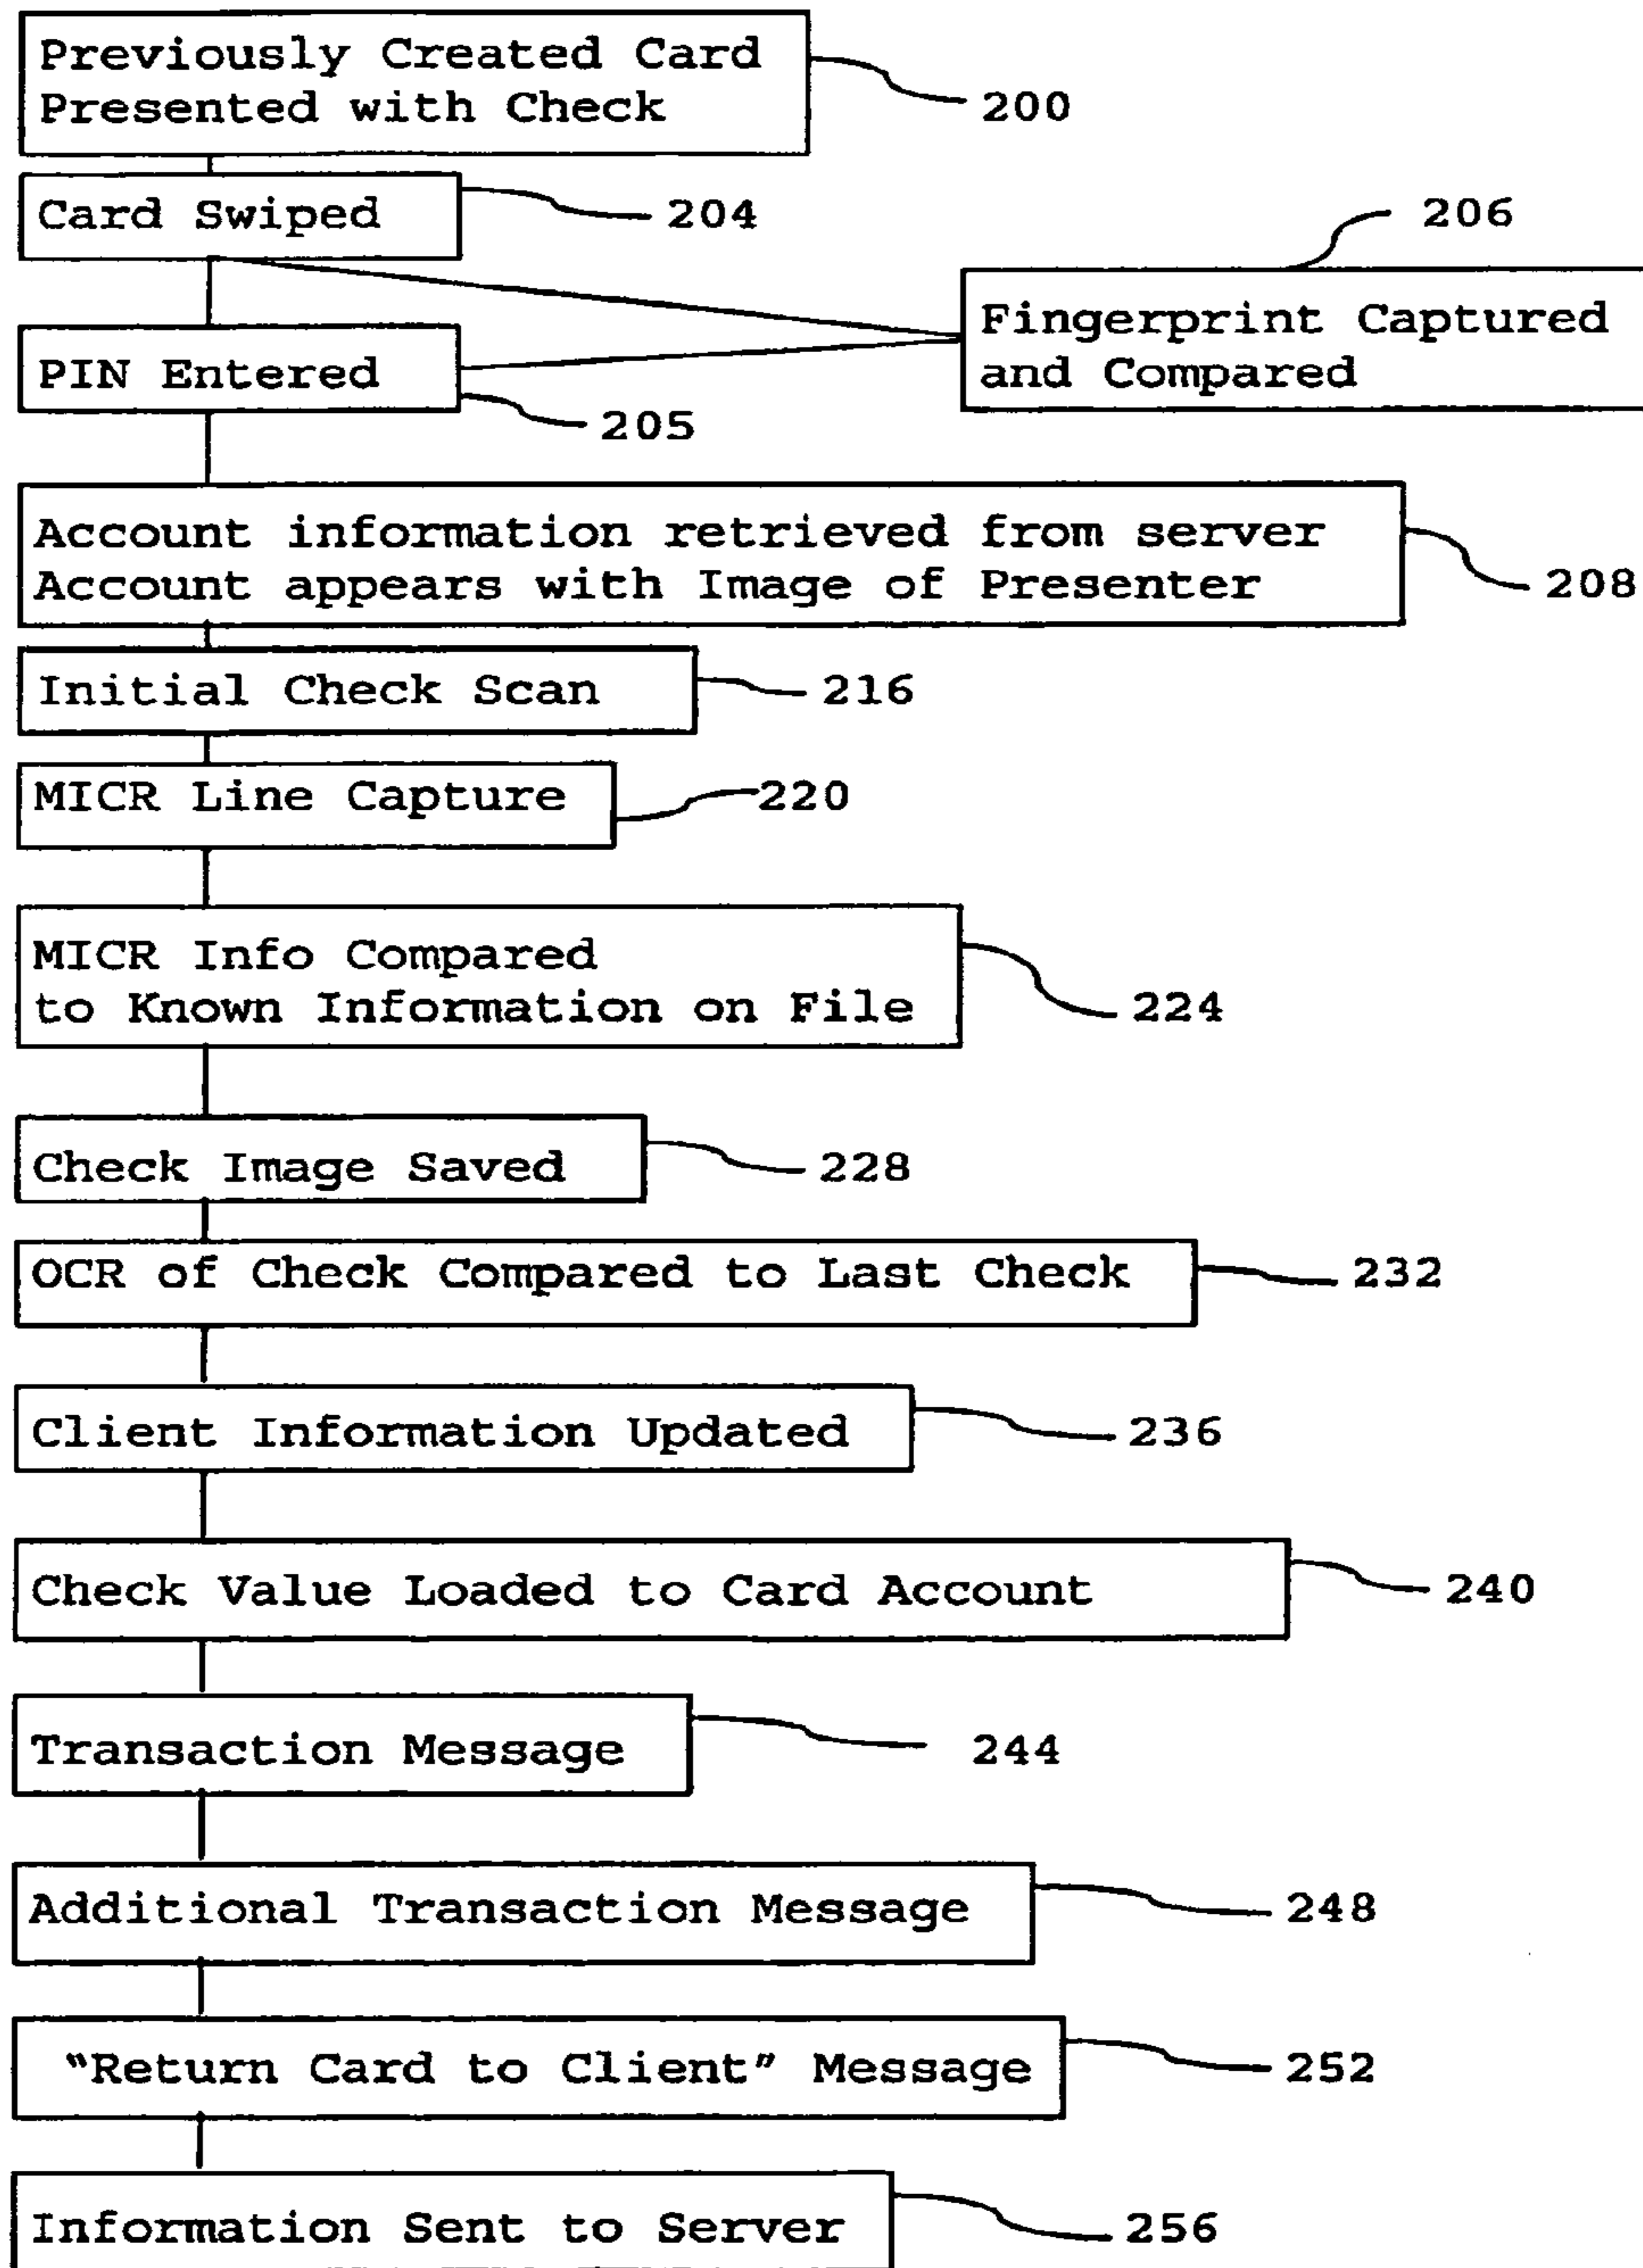 Previously Created Card
Presented with Check
200
Card Swiped
204
206
Fingerprint Captured
and Compared
PIN Entered
205
Account information retrieved from server
Account appears with Image of Presenter
208
Initial Check Scan
216
MICR Line Capture
220
MICR Info Compared
to Known Information on File
224
Check Image Saved
228
OCR of Check Compared to Last Check
232
Client Information Updated
236
Check Value Loaded to Card Account
240
Transaction Message
244
Additional Transaction Message
248
“Return Card to Client” Message
252
Information Sent to Server
256